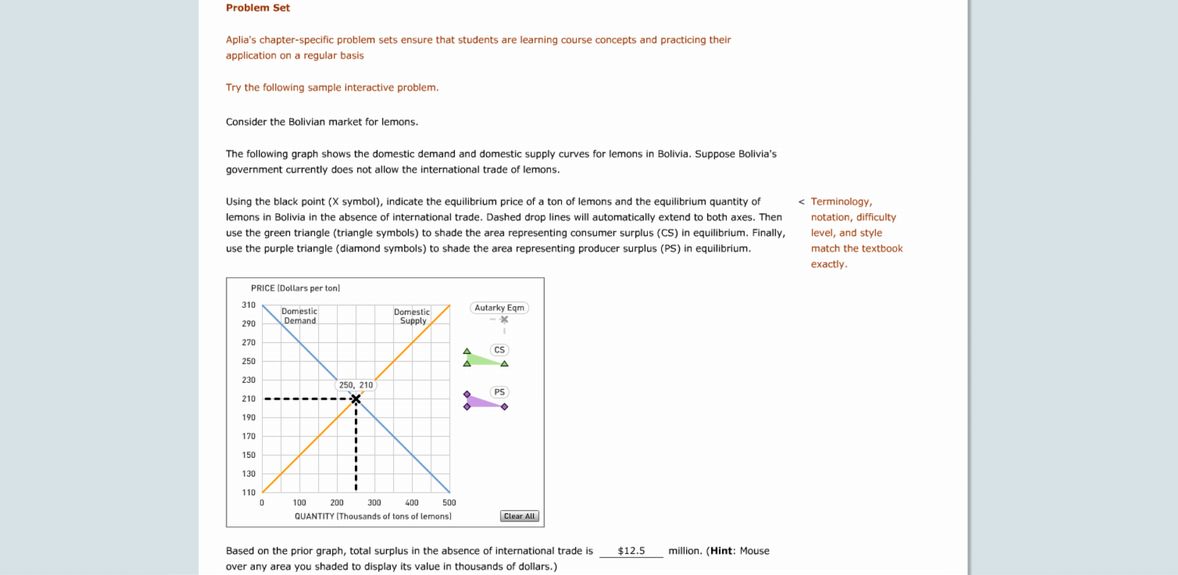 Problem Set
Aplia's chapter-specific problem sets ensure that students are learning course concepts and practicing their
application on a regular basis
Try the following sample interactive problem.
Consider the Bolivian market for lemons.
The following graph shows the domestic demand and domestic supply curves for lemons in Bolivia. Suppose Bolivia's
government currently does not allow the international trade of lemons.
Using the black point (X symbol), indicate the equilibrium price of a ton of lemons and the equilibrium quantity of
lemons in Bolivia in the absence of international trade. Dashed drop lines will automatically extend to both axes. Then
use the green triangle (triangle symbols) to shade the area representing consumer surplus (CS) in equilibrium. Finally,
use the purple triangle (diamond symbols) to shade the area representing producer surplus (PS) in equilibrium.
< Terminology,
notation, difficulty
level, and style
match the textbook
exactly.
PRICE (Dollars per ton)
310
290
270
250
230
210
190
170
150
130
110
Domestic
Demand
Domestic
Supply
250, 210
0 100 200 300 400 500
QUANTITY (Thousands of tons of lemons)
Autarky Eqm
CS
PS
Clear All
Based on the prior graph, total surplus in the absence of international trade is $12.5 million. (Hint: Mouse
over any area you shaded to display its value in thousands of dollars.)